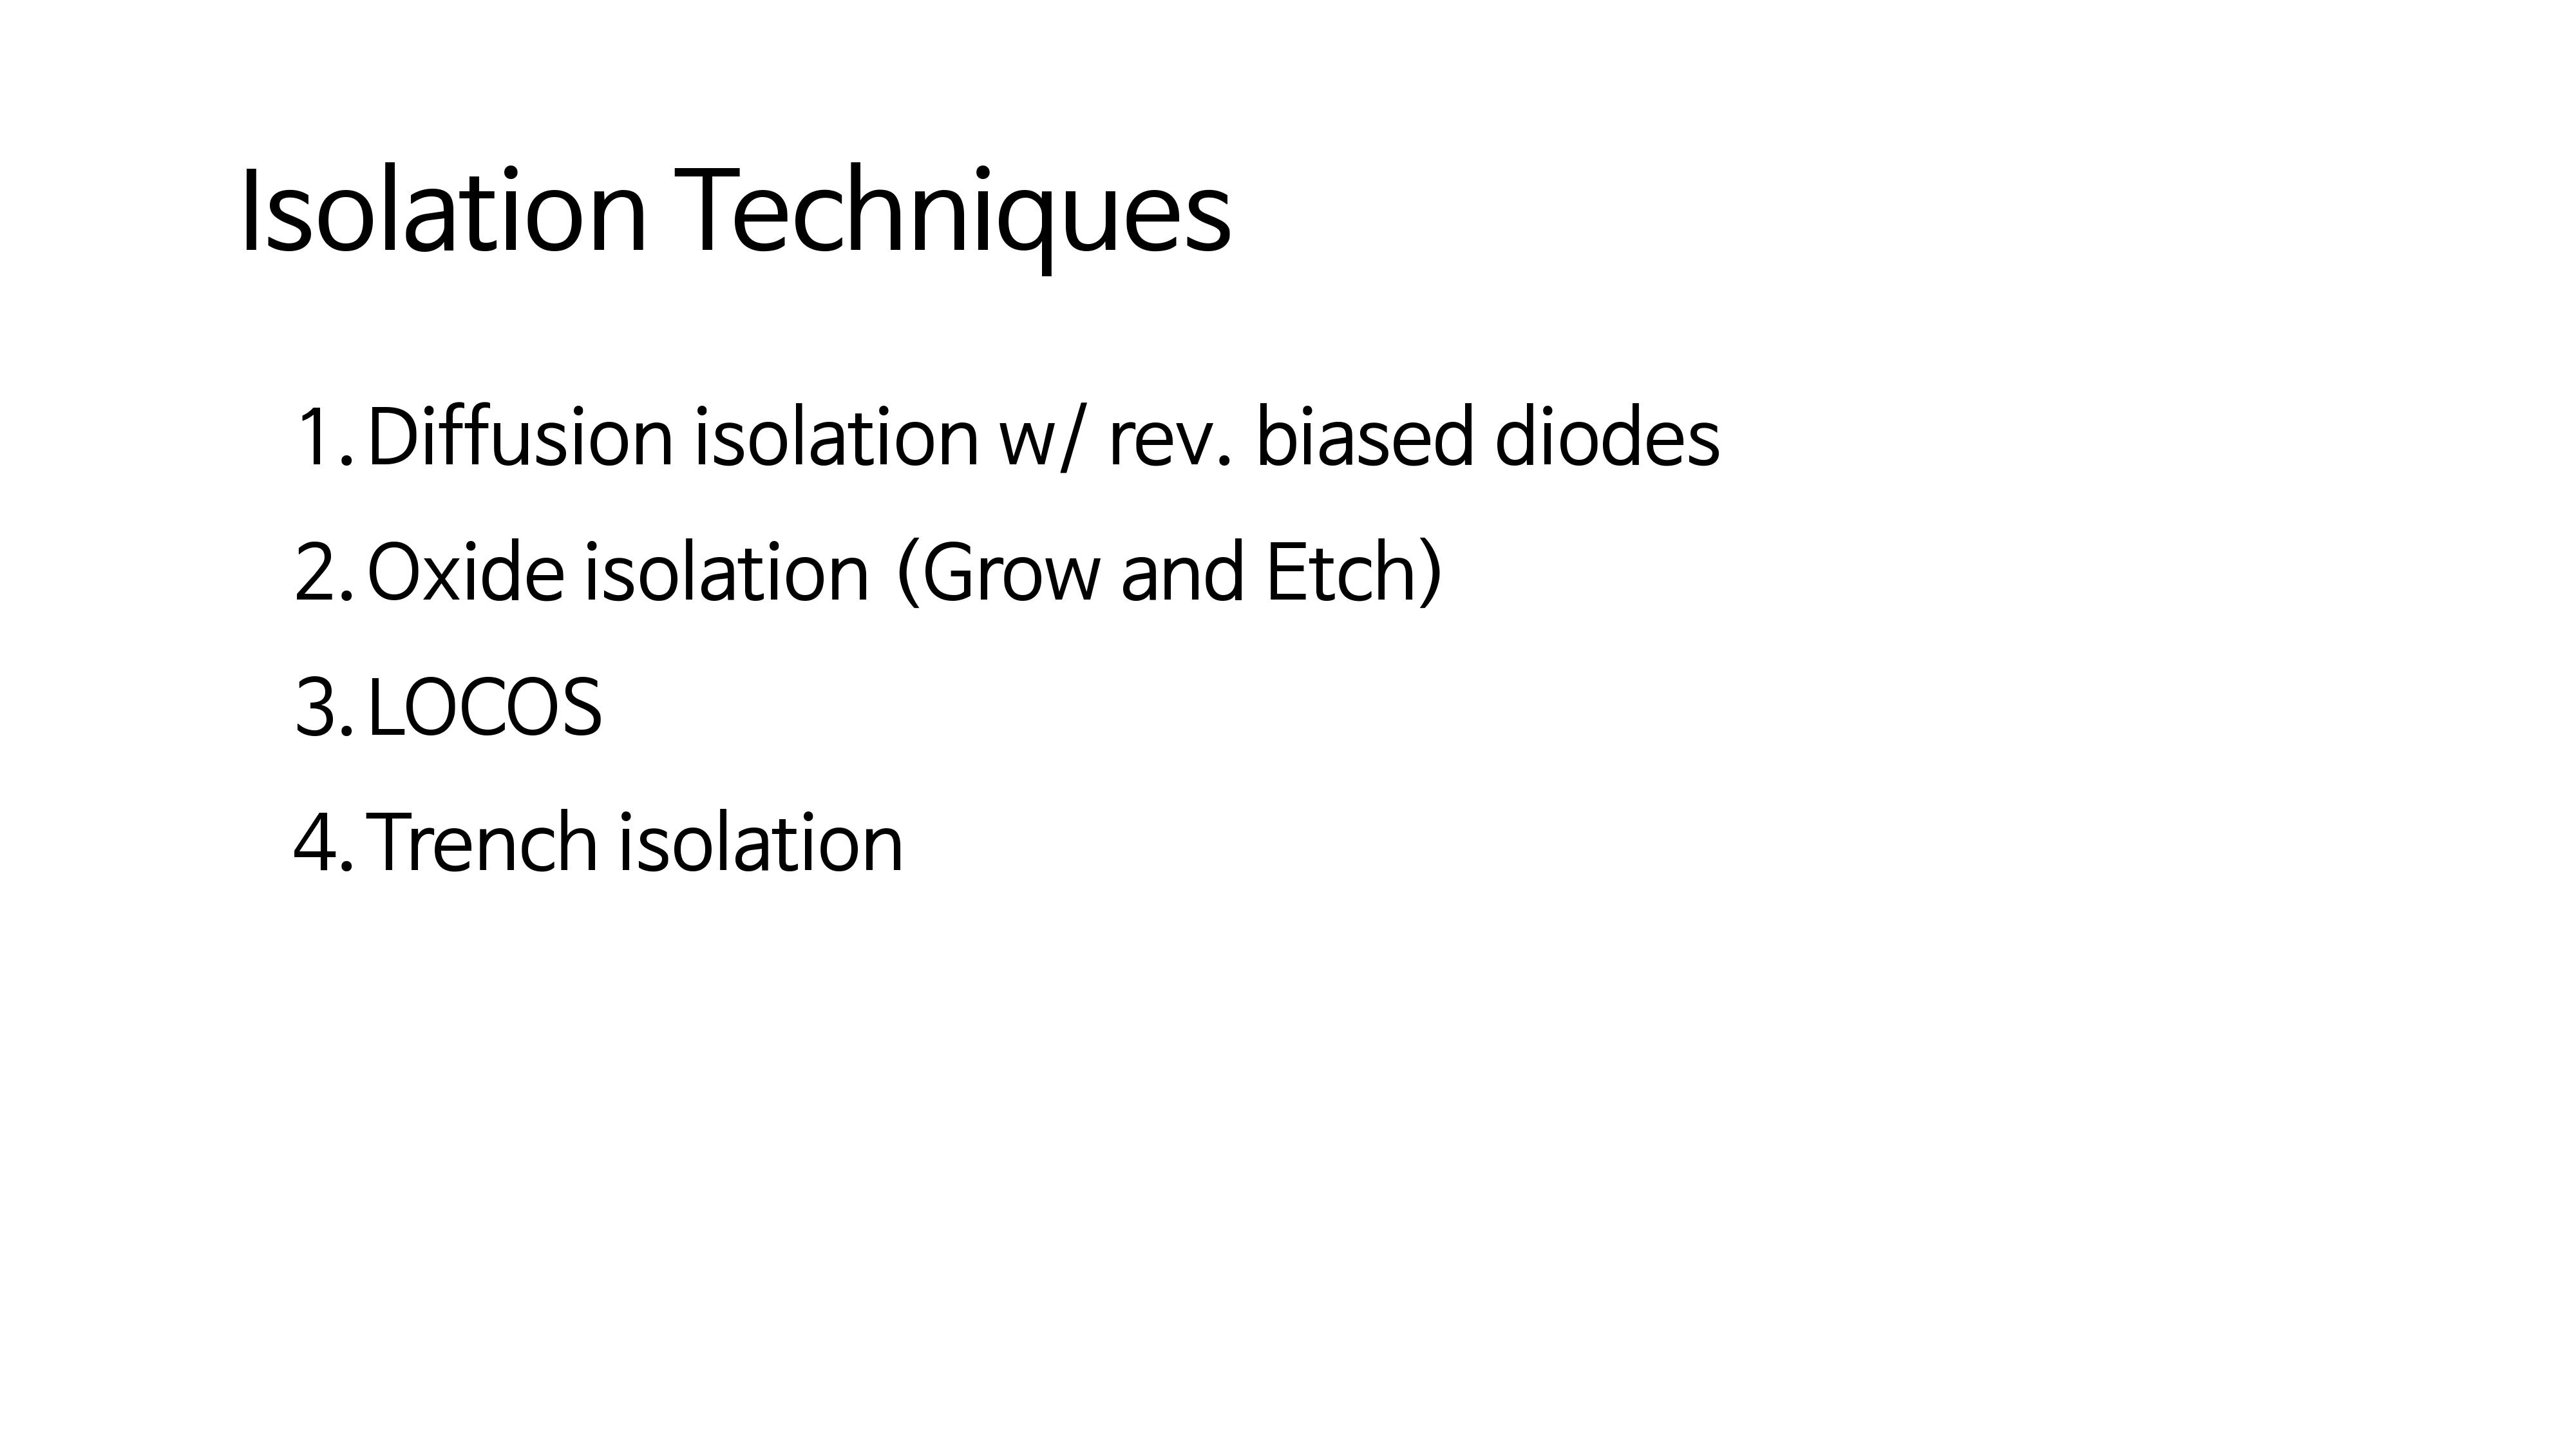 Isolation Techniques
1. Diffusion isolation w/ rev. biased diodes
2. Oxide isolation (Grow and Etch)
3. LOCOS
4. Trench isolation